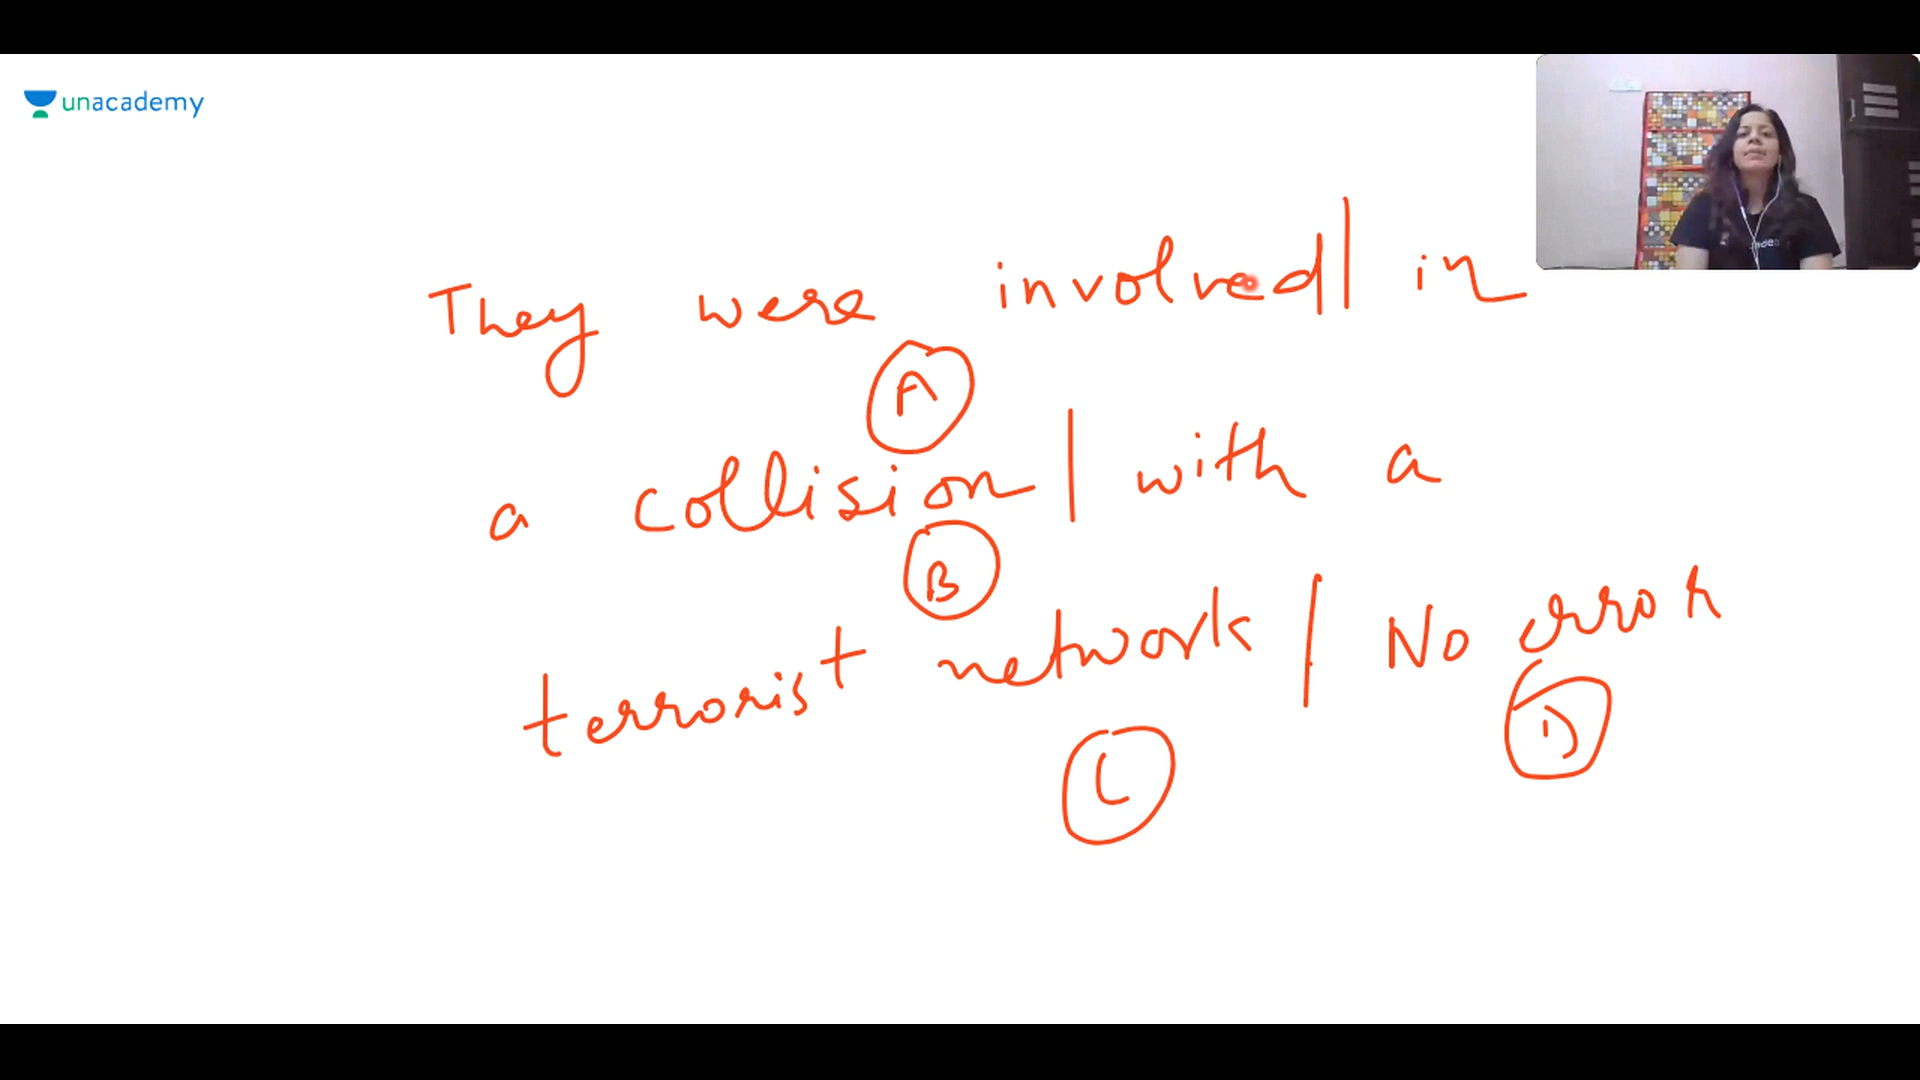 unacademy
They were involved| in
A
a collision | with a
B
terrorist network | No error
C
D